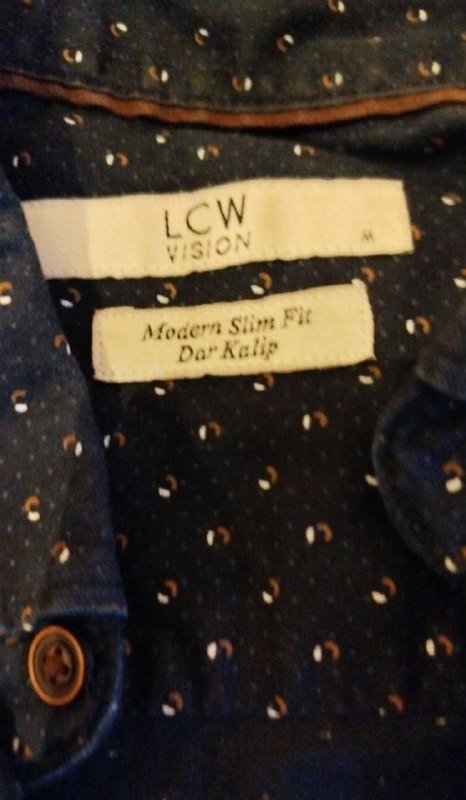 LCW
VISION
M
Modern Slim Fit
Dar Kalıp